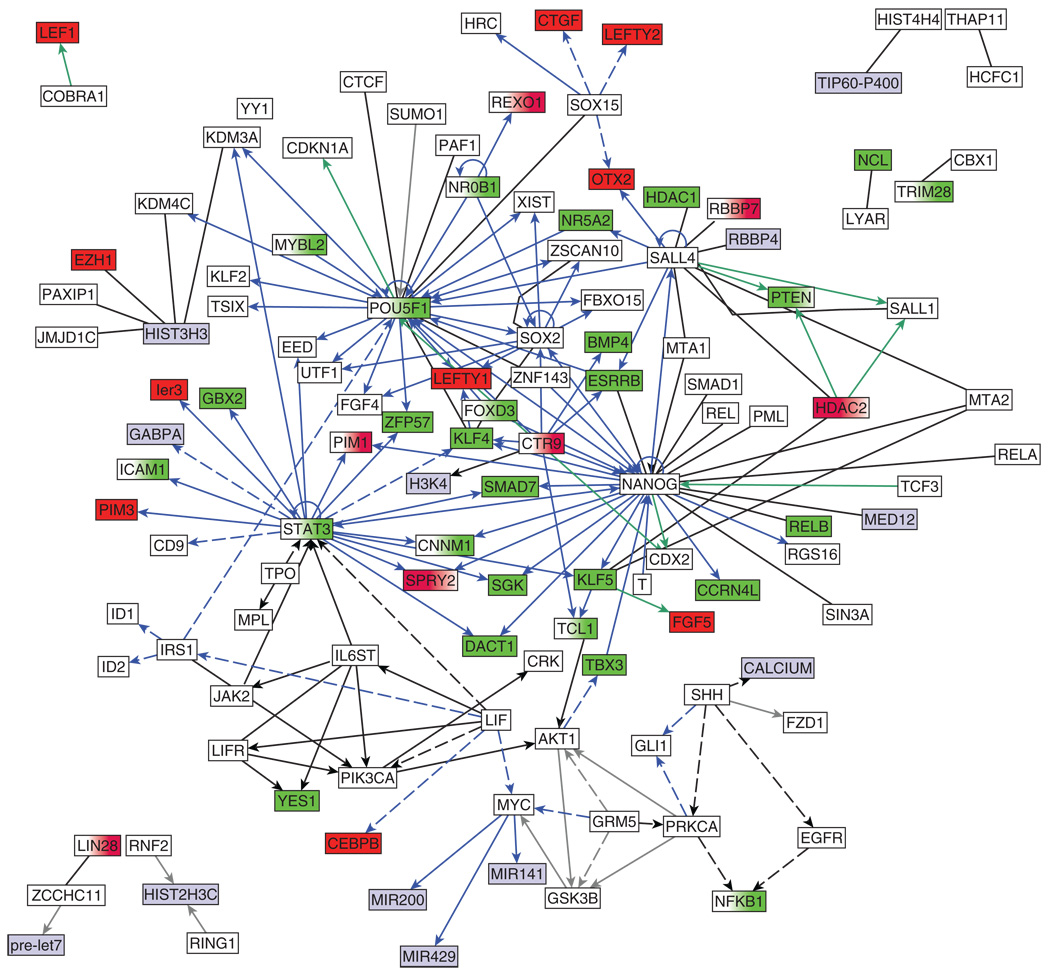 HIST4H4
THAP11
CTGF
HRC
LEF1
LEFTY2
HCFC1
TIP60-P400
CTCF
COBRA1
REXO1
SOX15
YY1
SUMO1
KDM3A
PAF1
CDKN1A
NCL
CBX1
OTX2
NR0B1
TRIM28
HDAC1
KDM4C
XIST
RBBP7
NR5A2
LYAR
MYBL2
RBBP4
ZSCAN10
SALL4
EZH1
KLF2
PAXIP1
PTEN
FBXO15
TSIX
POU5F1
SALL1
JMJD1C
HIST3H3
SOX2
BMP4
EED
MTA1
UTF1
LEFTY1
ZNF143
ESRRB
SMAD1
Ier3
GBX2
MTA2
FGF4
FOXD3
REL
PML
HDAC2
ZFP57
GABPA
PIM1
KLF4
CTR9
RELA
ICAM1
H3K4
SMAD7
NANOG
TCF3
PIM3
MED12
STAT3
RELB
CD9
CNNM1
RGS16
CDX2
TPO
SPRY2
SGK
KLF5
T
CCRN4L
ID1
MPL
SIN3A
FGF5
TCL1
DACT1
IRS1
IL6ST
CRK
TBX3
ID2
CALCIUM
JAK2
SHH
LIF
FZD1
LIFR
AKT1
GLI1
PIK3CA
YES1
MYC
GRM5
PRKCA
EGFR
CEBPB
LIN28
RNF2
MIR141
ZCCHC11
HIST2H3C
MIR200
GSK3B
NFKB1
pre-let7
RING1
MIR429